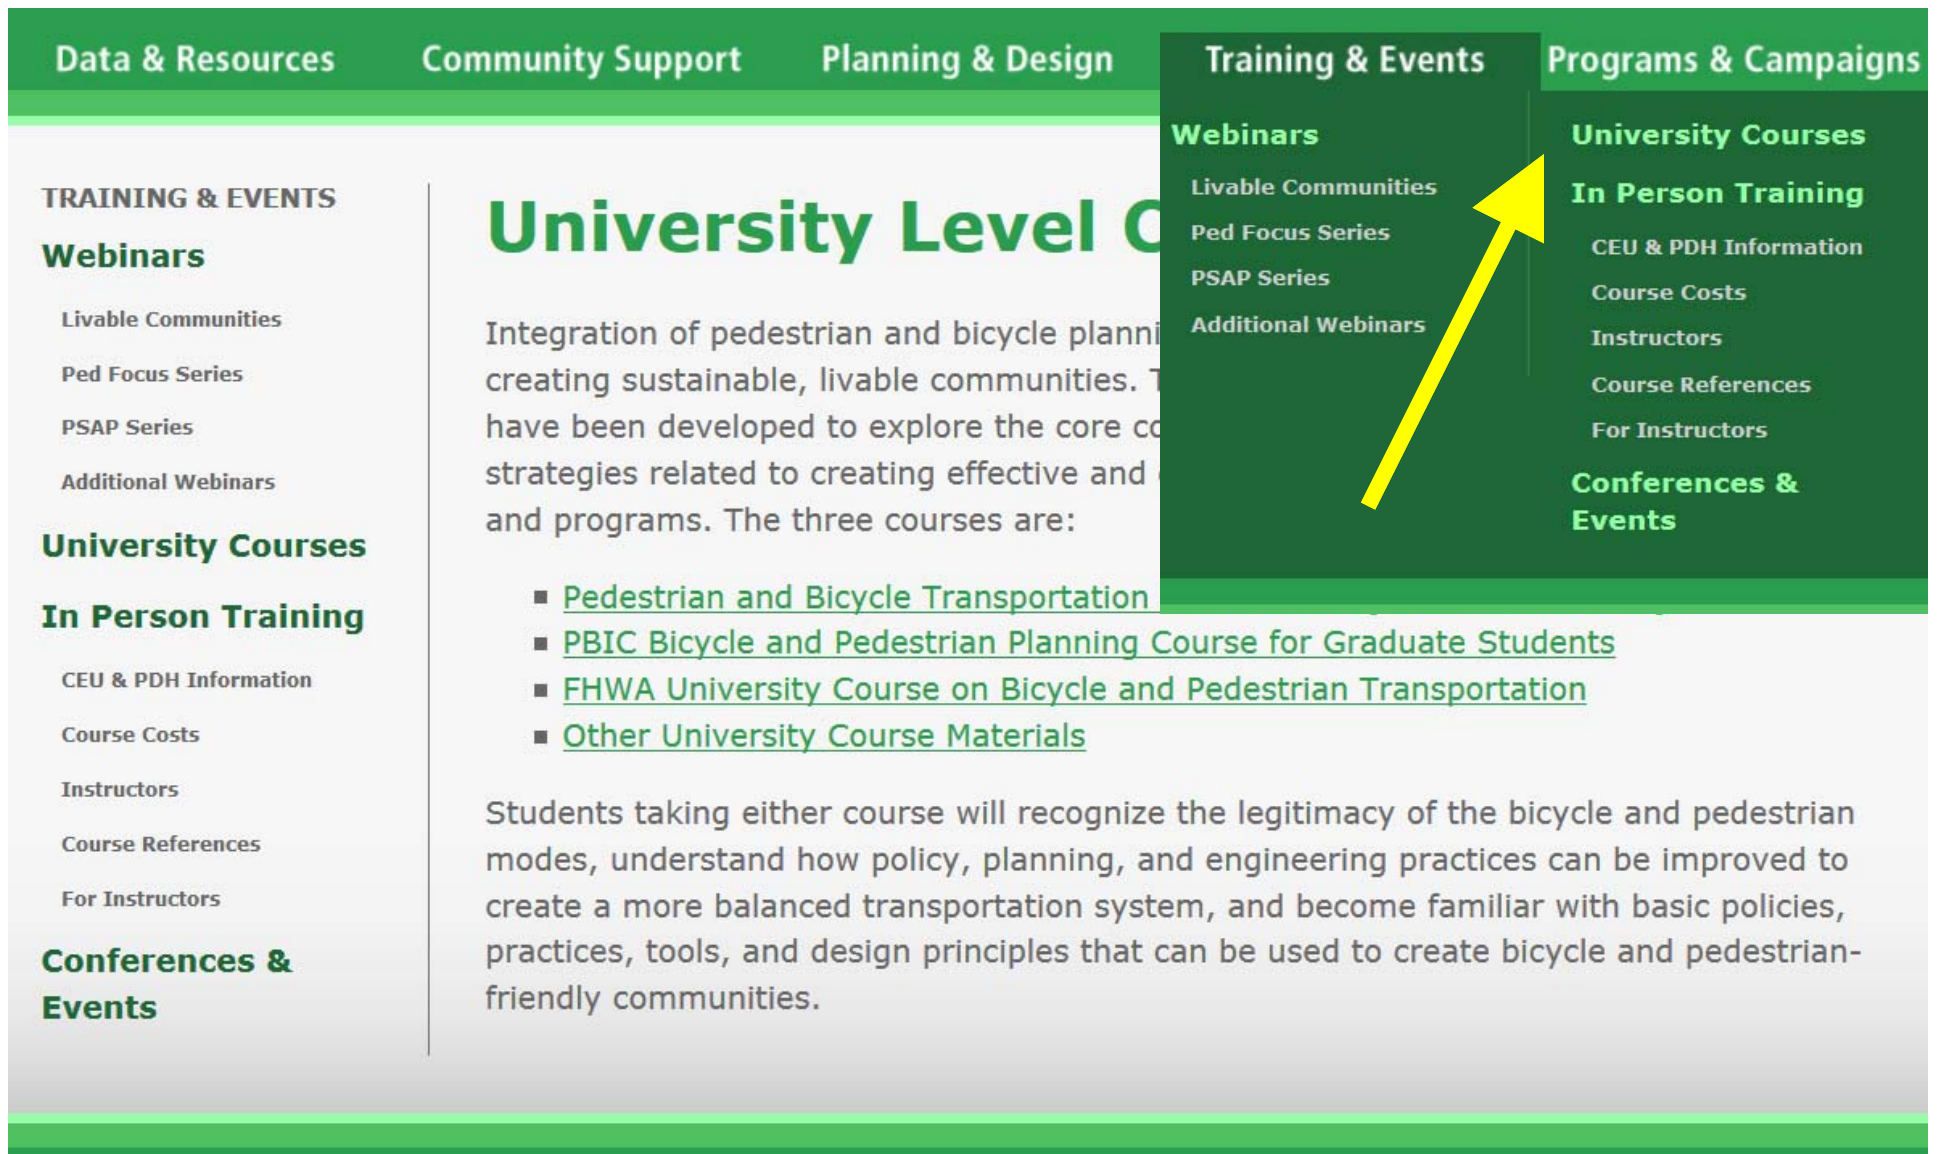 Data & Resources
Community Support
Planning & Design
Training & Events
Programs & Campaigns
Webinars
Livable Communities
Ped Focus Series
PSAP Series
Additional Webinars
University Courses
In Person Training
CEU & PDH Information
Course Costs
Instructors
Course References
For Instructors
Conferences &
Events
TRAINING & EVENTS
Webinars
Livable Communities
Ped Focus Series
PSAP Series
Additional Webinars
University Courses
In Person Training
CEU & PDH Information
Course Costs
Instructors
Course References
For Instructors
Conferences &
Events
University Level
Integration of pedestrian and bicycle
creating sustainable, livable communities.
have been developed to explore the core
strategies related to creating effective and
and programs. The three courses are:
Pedestrian and Bicycle Transportation
PBIC Bicycle and Pedestrian Planning Course for Graduate Students
FHWA University Course on Bicycle and Pedestrian Transportation
Other University Course Materials
Students taking either course will recognize the legitimacy of the bicycle and pedestrian
modes, understand how policy, planning, and engineering practices can be improved to
create a more balanced transportation system, and become familiar with basic policies,
practices, tools, and design principles that can be used to create bicycle and pedestrian-
friendly communities.